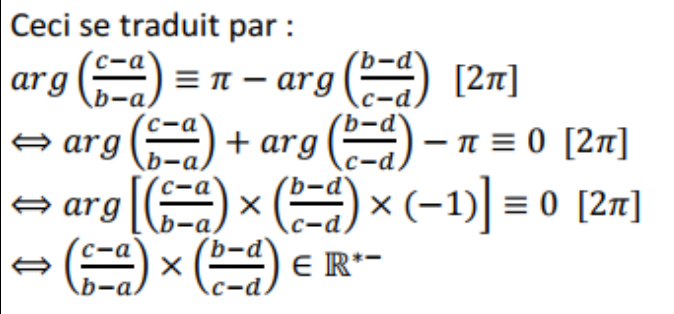 Ceci se traduit par :
arg((c−a)/(b−a)) ≡ π − arg((b−d)/(c−d)) [2π]
⇔ arg((c−a)/(b−a)) + arg((b−d)/(c−d)) − π ≡ 0 [2π]
⇔ arg[((c−a)/(b−a)) × ((b−d)/(c−d)) × (−1)] ≡ 0 [2π]
⇔ ((c−a)/(b−a)) × ((b−d)/(c−d)) ∈ ℝ*⁻